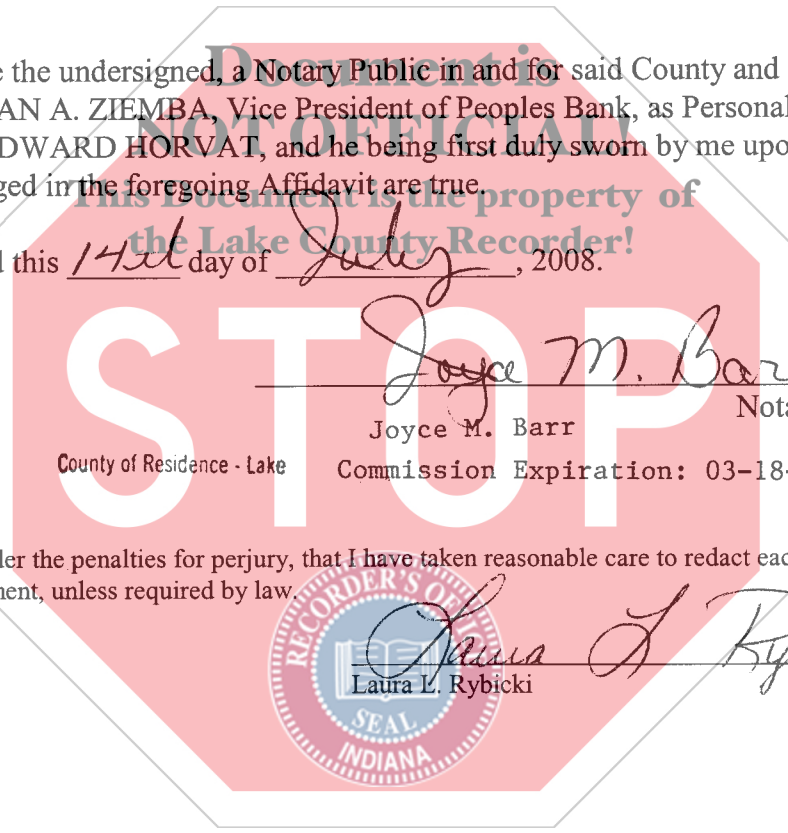 Document is
e the undersigned, a Notary Public in and for said County and
AN A. ZIEMBA, Vice President of Peoples Bank, as Personal
NOT OFFICIAL!
DWARD HORVAT, and he being first duly sworn by me upo
ged in the foregoing Affidavit are true.
This Document is the property of
the Lake County Recorder!
d this 14th day of July, 2008.
STOP
Joyce M. Bar
Nota
Joyce M. Barr
County of Residence - Lake Commission Expiration: 03-18-
der the penalties for perjury, that I have taken reasonable care to redact eac
ment, unless required by law.
RECORDER'S OFFICE
Laura L Ry
Laura L. Rybicki
SEAL
INDIANA